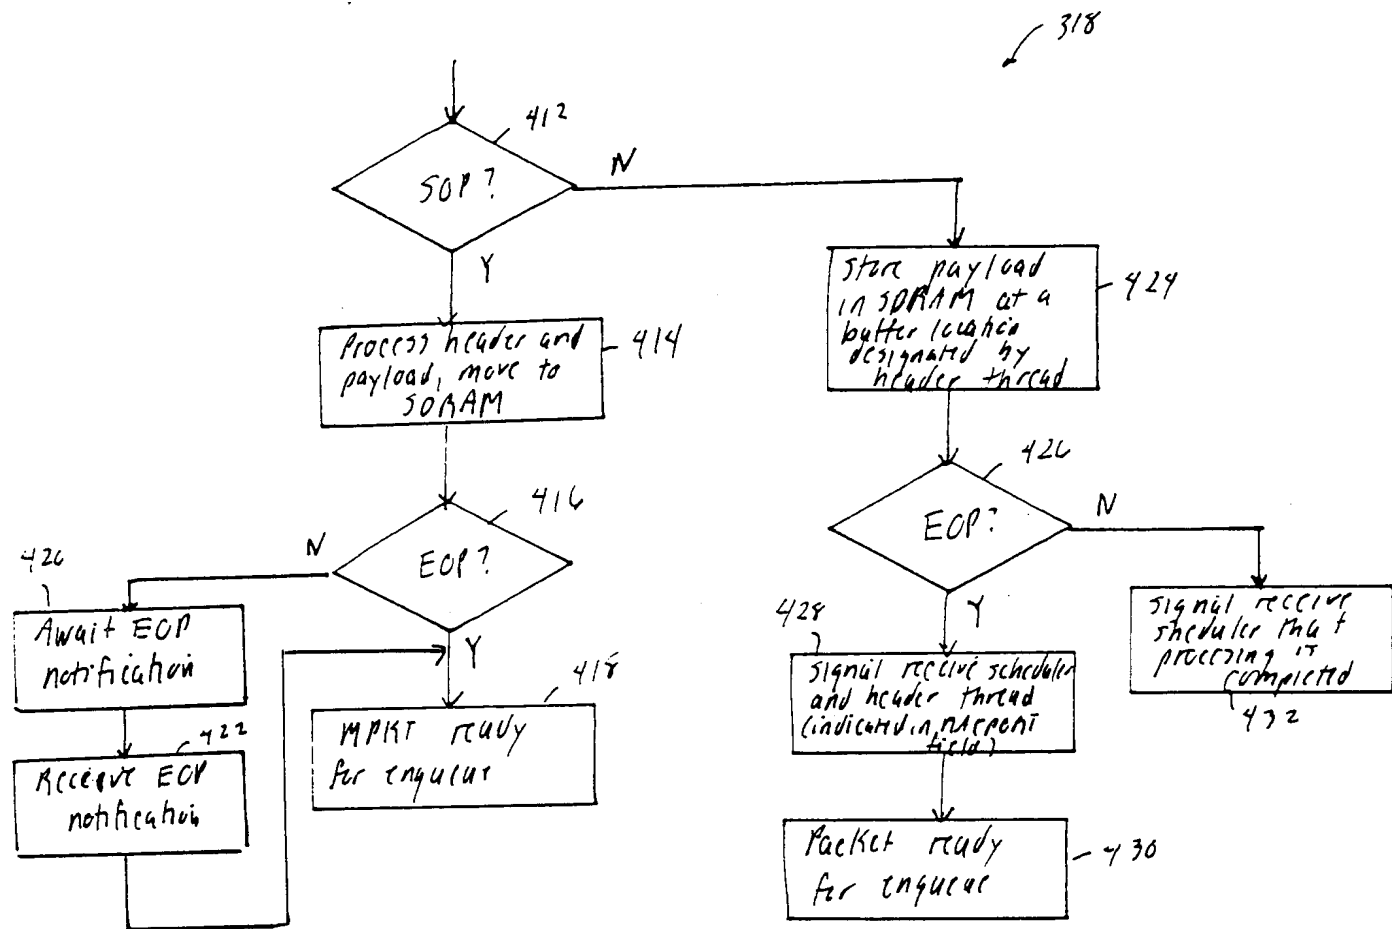 318
412
SOP?
N
Y
Process header and
payload, move to
SDRAM
414
416
EOP?
N
Y
420
Await EOP
notification
422
Receive EOP
notification
418
MPKT ready
for enqueue
Store payload
in SDRAM at a
buffer location
designated by
header thread
424
426
EOP?
N
Y
428
Signal receive scheduler
and header thread
(indicated in
field)
Signal receive
sheduler that
processing is
completed
432
Packet ready
for enqueue
430